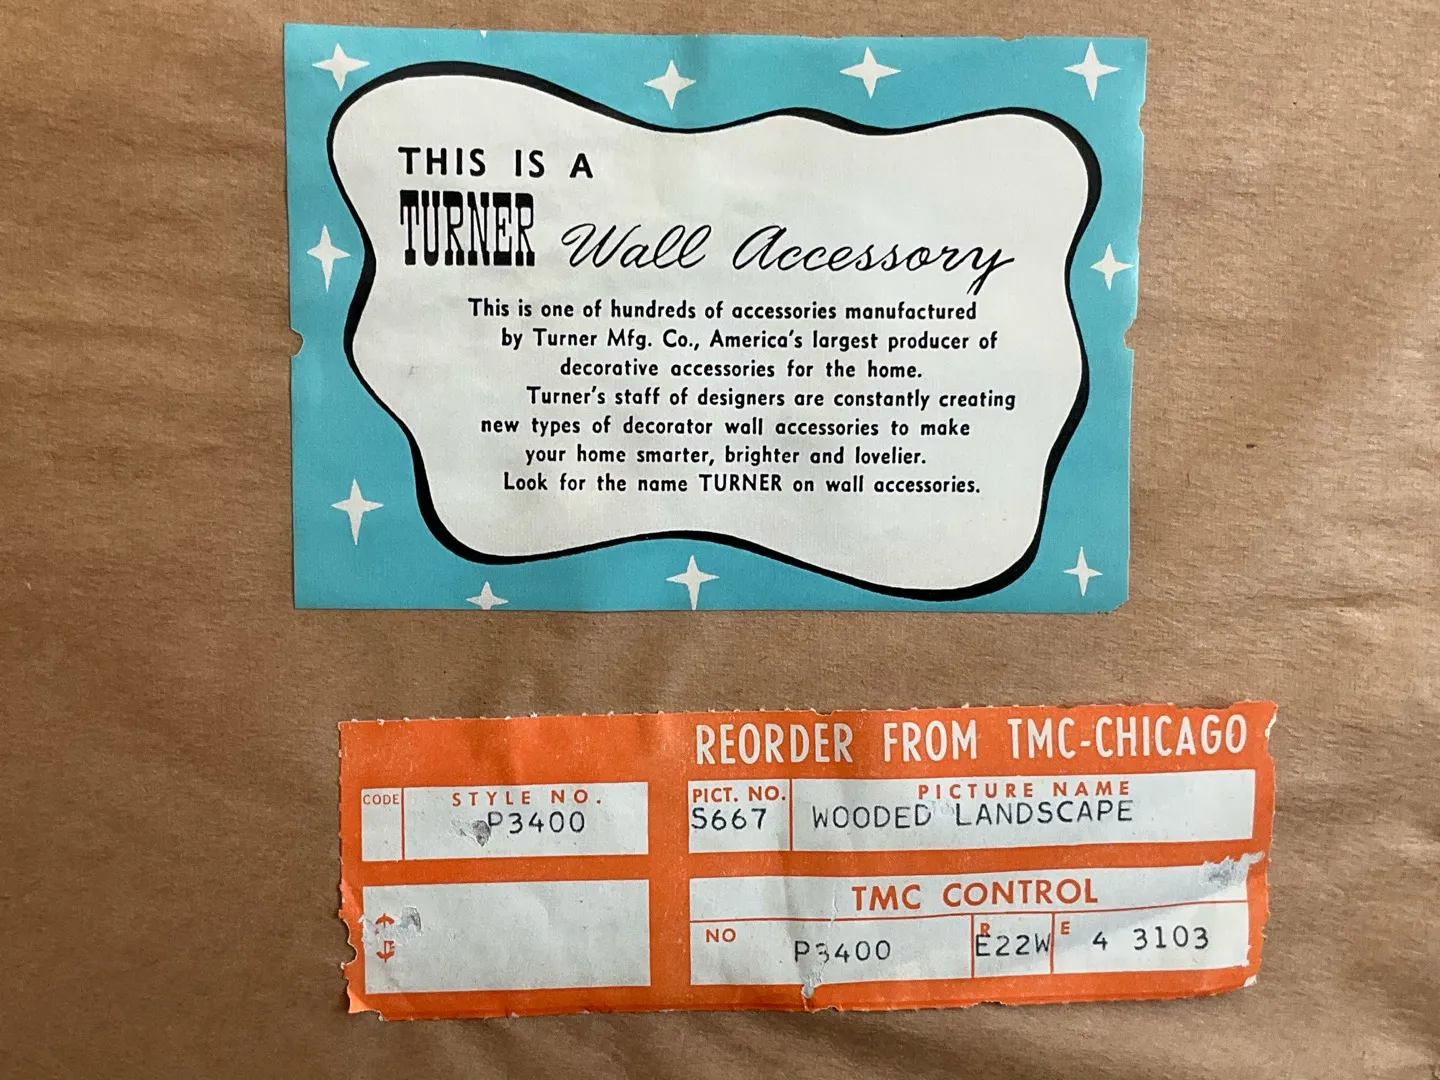 THIS IS A
TURNER Wall Accessory
This is one of hundreds of accessories manufactured
by Turner Mfg. Co., America's largest producer of
decorative accessories for the home.
Turner's staff of designers are constantly creating
new types of decorator wall accessories to make
your home smarter, brighter and lovelier.
Look for the name TURNER on wall accessories.
REORDER FROM TMC-CHICAGO
CODE STYLE NO. PICT. NO. PICTURE NAME
P3400 S667 WOODED LANDSCAPE
TMC CONTROL
NO P3400 R E22W E 4 3103